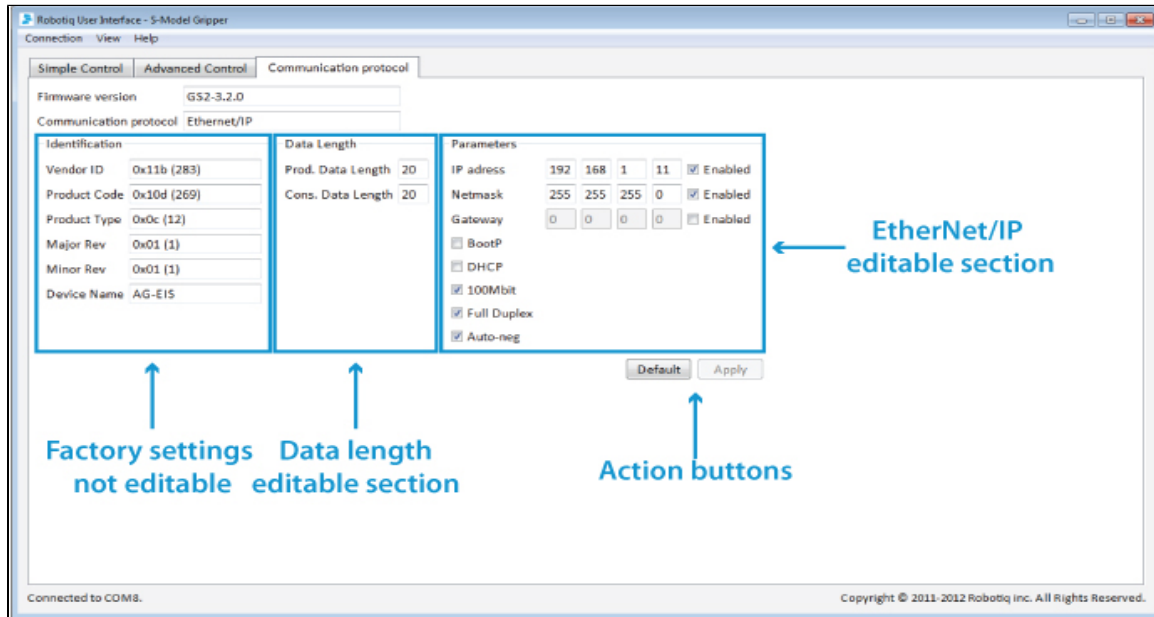 Robotiq User Interface - S-Model Gripper
Connection View Help
Simple Control Advanced Control Communication protocol
Firmware version GS2-3.2.0
Communication protocol Ethernet/IP
Identification Data Length Parameters
Vendor ID 0x11b (283) Prod. Data Length 20 IP adress 192 168 1 11 Enabled
Product Code 0x10d (269) Cons. Data Length 20 Netmask 255 255 255 0 Enabled
Product Type 0x0c (12) Gateway 0 0 0 0 Enabled
Major Rev 0x01 (1) BootP
Minor Rev 0x01 (1) DHCP
Device Name AG-EIS 100Mbit
Full Duplex
Auto-neg
EtherNet/IP
editable section
Default Apply
Factory settings
not editable
Data length
editable section
Action buttons
Connected to COM8. Copyright © 2011-2012 Robotiq inc. All Rights Reserved.